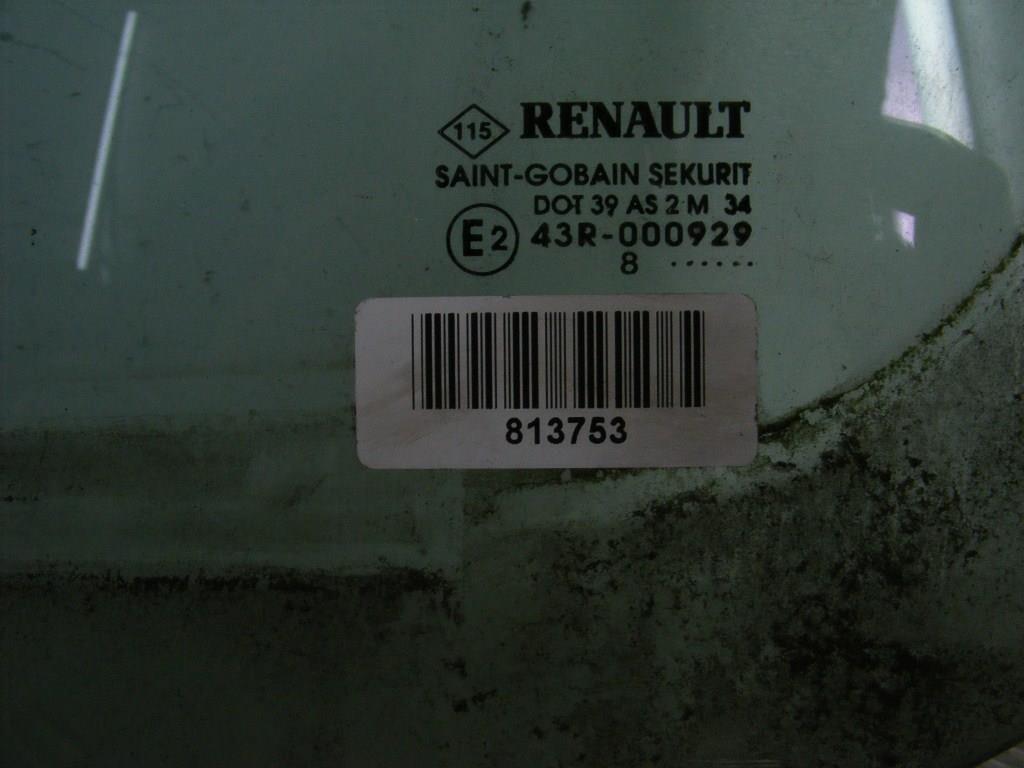 115 RENAULT
SAINT-GOBAIN SEKURIT
DOT 39 AS 2 M 34
E2 43R-000929
8 ......
813753